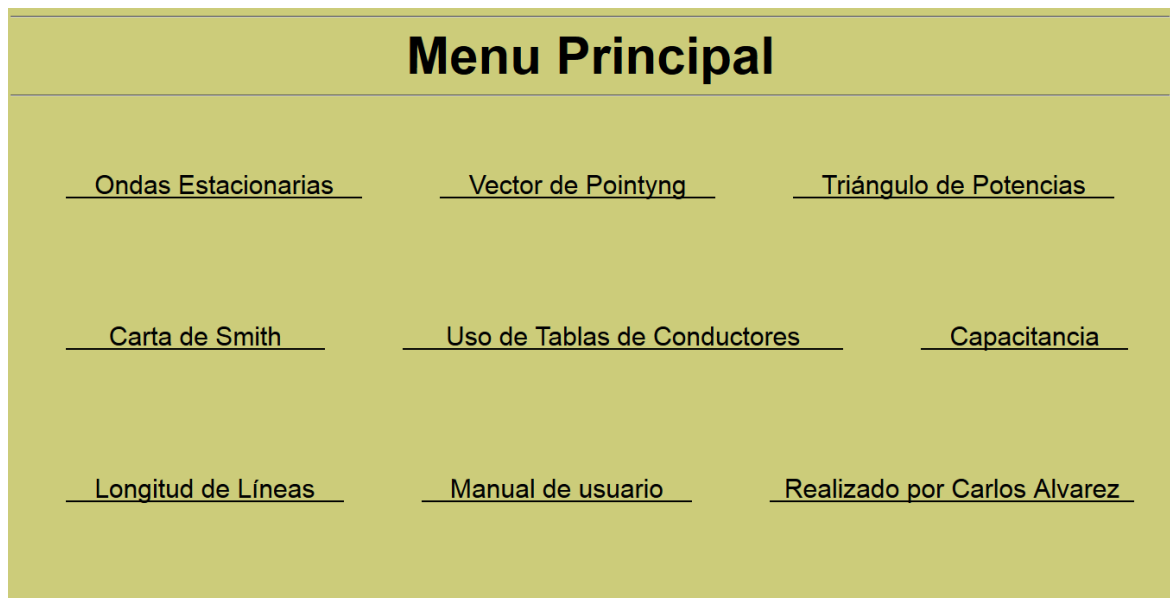 Menu Principal
Ondas Estacionarias Vector de Pointyng Triángulo de Potencias
Carta de Smith Uso de Tablas de Conductores Capacitancia
Longitud de Líneas Manual de usuario Realizado por Carlos Alvarez